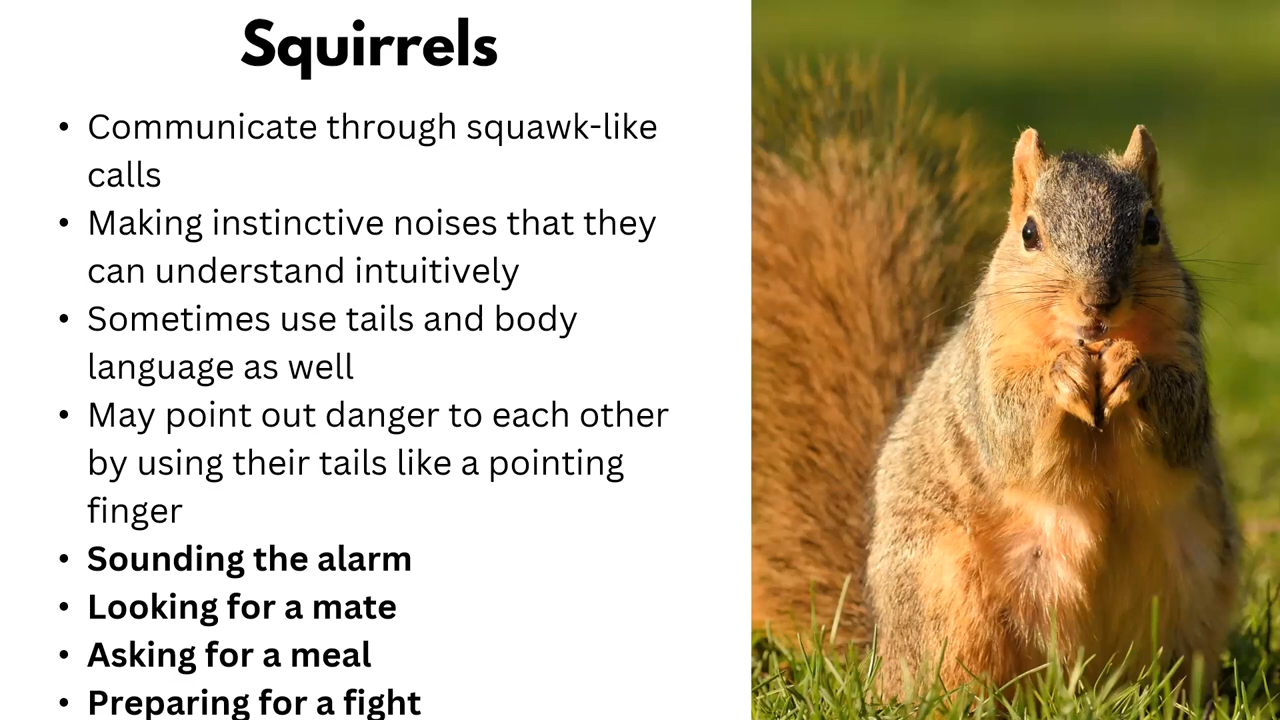 Squirrels
• Communicate through squawk-like
calls
• Making instinctive noises that they
can understand intuitively
• Sometimes use tails and body
language as well
• May point out danger to each other
by using their tails like a pointing
finger
• Sounding the alarm
• Looking for a mate
• Asking for a meal
• Preparing for a fight